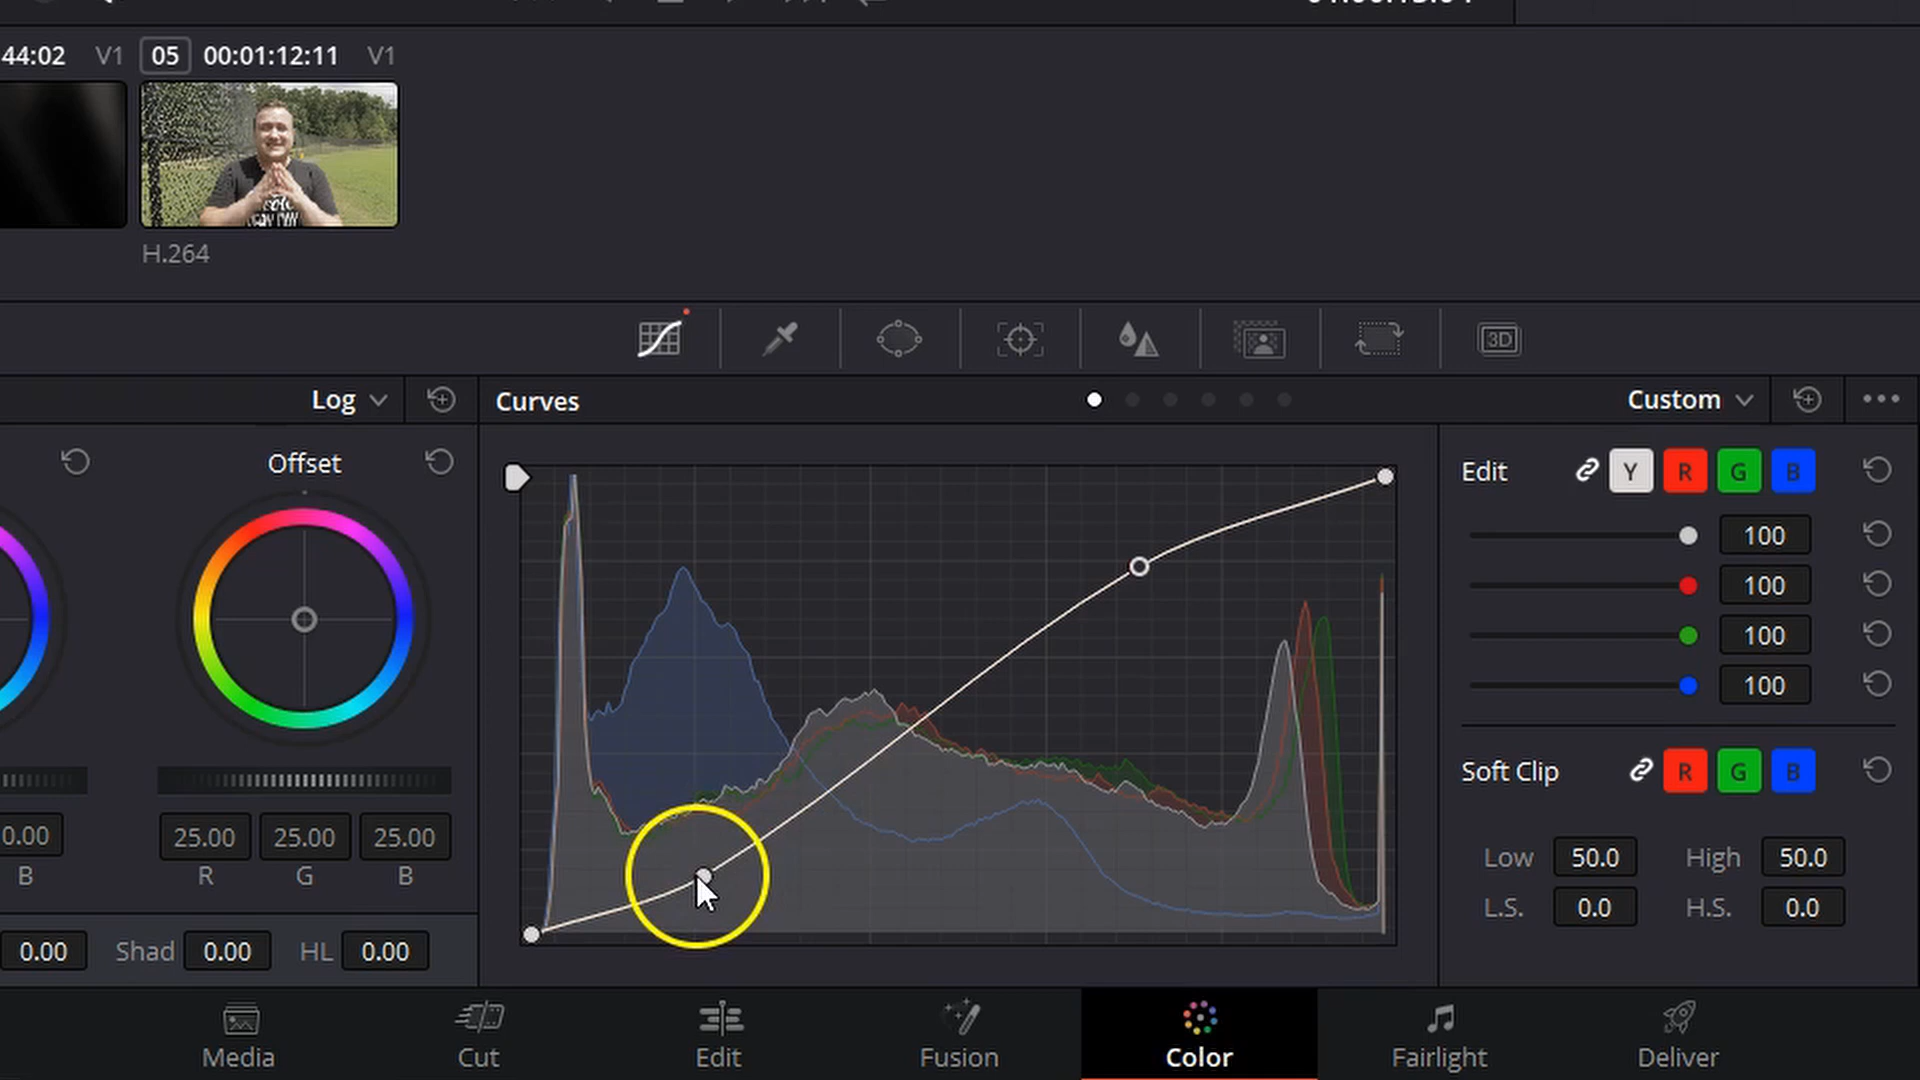 44:02 V1 05 00:01:12:11 V1
H.264
3D
Log Curves Custom
Offset
Edit Y R G B
100
100
100
100
Soft Clip R G B
0.00 25.00 25.00 25.00
B R G B
Low 50.0 High 50.0
L.S. 0.0 H.S. 0.0
0.00 Shad 0.00 HL 0.00
Media Cut Edit Fusion Color Fairlight Deliver